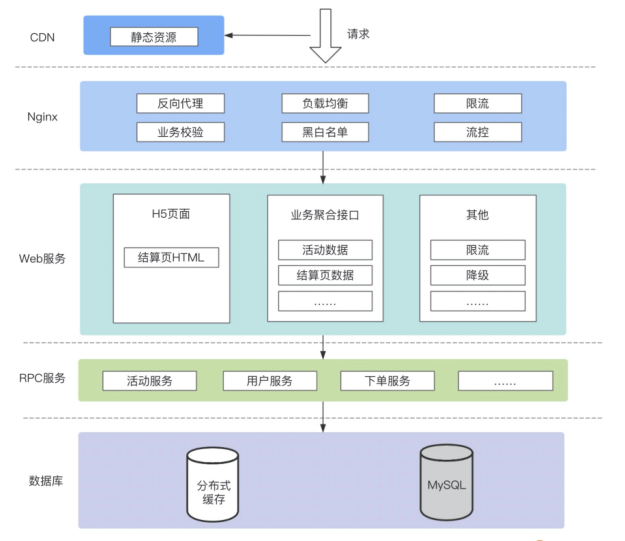 CDN
静态资源
请求
Nginx
反向代理
负载均衡
限流
业务校验
黑白名单
流控
Web服务
H5页面
业务聚合接口
其他
结算页HTML
活动数据
限流
结算页数据
降级
……
……
RPC服务
活动服务
用户服务
下单服务
……
数据库
分布式
缓存
MySQL